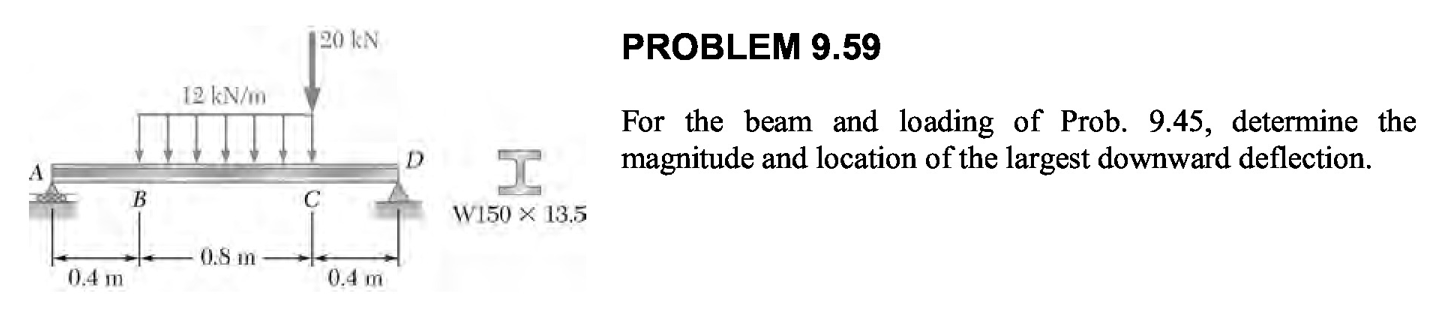 20 kN
12 kN/m
A
B
C
D
0.4 m
0.8 m
0.4 m
W150 × 13.5
PROBLEM 9.59
For the beam and loading of Prob. 9.45, determine the
magnitude and location of the largest downward deflection.